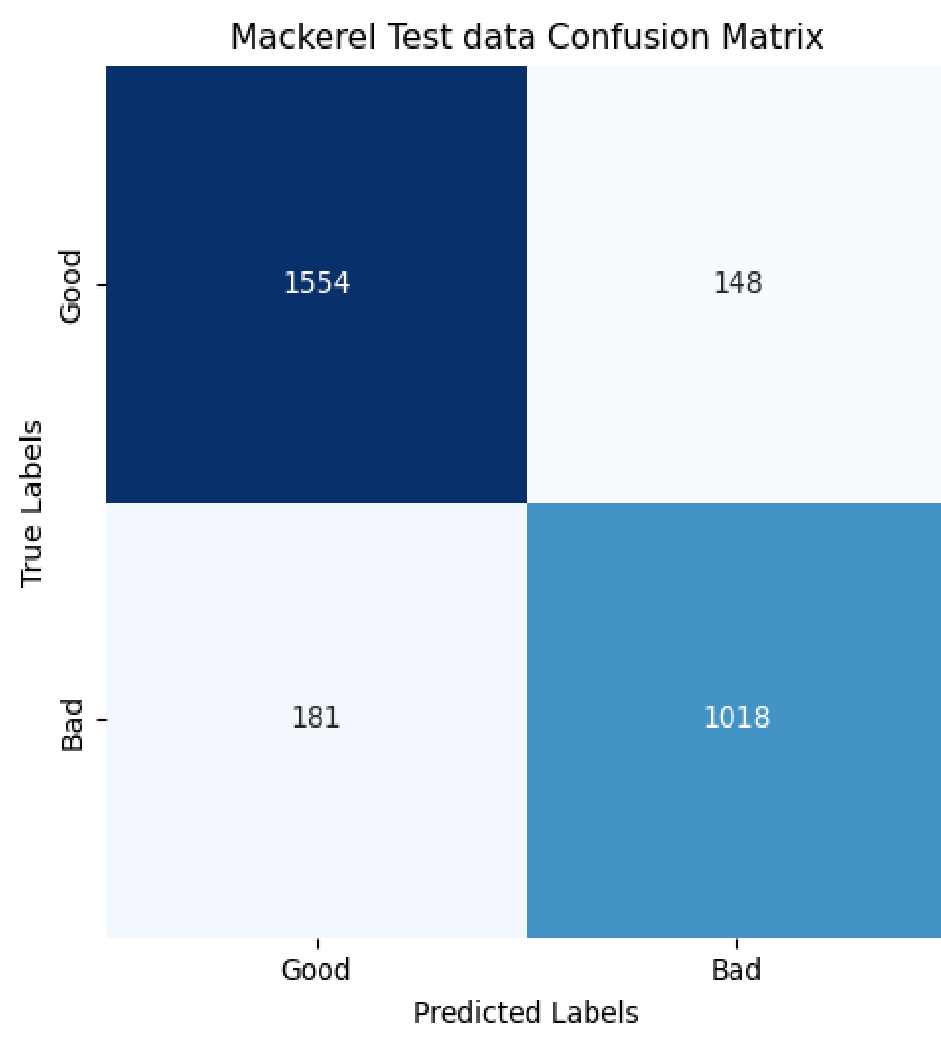 Mackerel Test data Confusion Matrix
True Labels
Good
1554
148
Bad
181
1018
Good
Bad
Predicted Labels